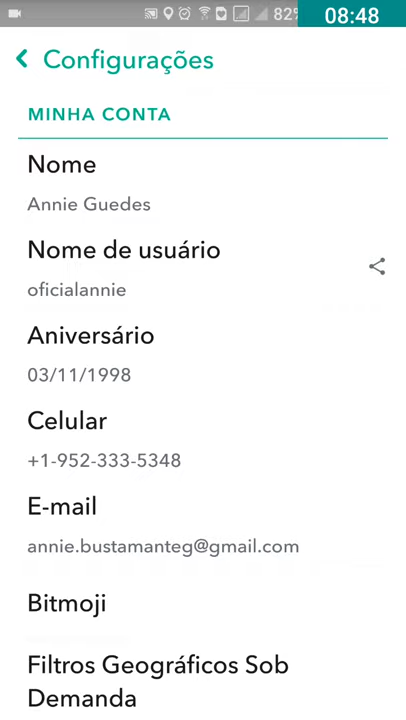 82%
08:48
Configurações
MINHA CONTA
Nome
Annie Guedes
Nome de usuário
oficialannie
Aniversário
03/11/1998
Celular
+1-952-333-5348
E-mail
annie.bustamanteg@gmail.com
Bitmoji
Filtros Geográficos Sob
Demanda